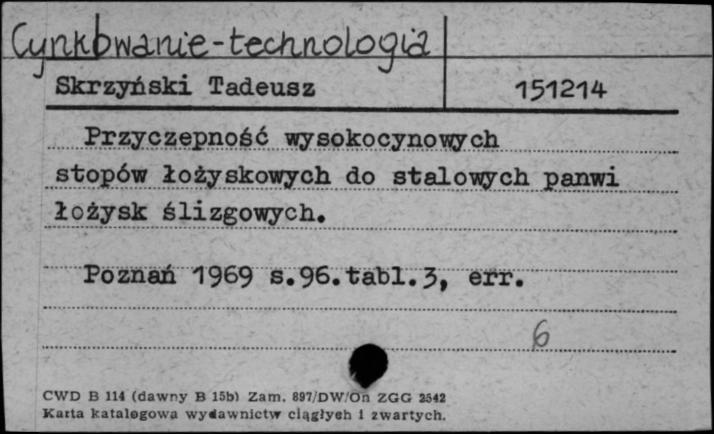 Cynkowanie-technologia
Skrzyński Tadeusz 151214
Przyczepność wysokocynowych
stopów łożyskowych do stalowych panwi
łożysk ślizgowych.
Poznań 1969 s.96.tabl.3, err.
6
CWD B 114 (dawny B 15b) Zam. 897/DW/On ZGG 2542
Karta katalogowa wydawnictw ciągłych i zwartych.